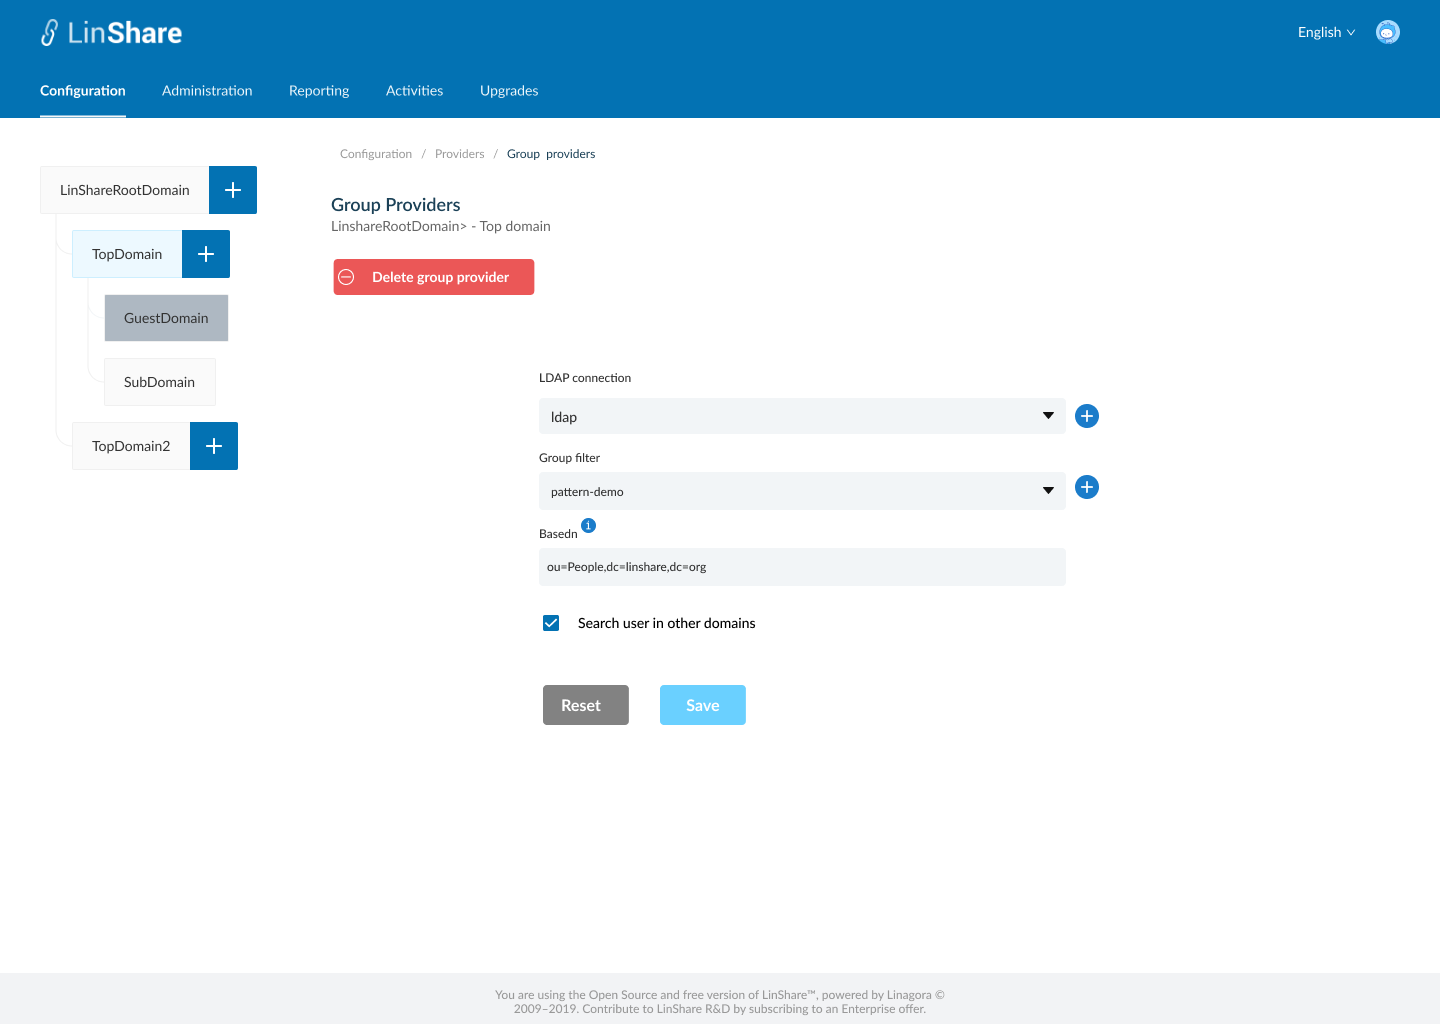 LinShare
English
Configuration Administration Reporting Activities Upgrades
Configuration / Providers / Group providers
LinShareRootDomain
TopDomain
GuestDomain
SubDomain
TopDomain2
Group Providers
LinshareRootDomain> - Top domain
Delete group provider
LDAP connection
ldap
Group filter
pattern-demo
Basedn i
ou=People,dc=linshare,dc=org
Search user in other domains
Reset Save
You are using the Open Source and free version of LinShare™, powered by Linagora ©
2009–2019. Contribute to LinShare R&D by subscribing to an Enterprise offer.